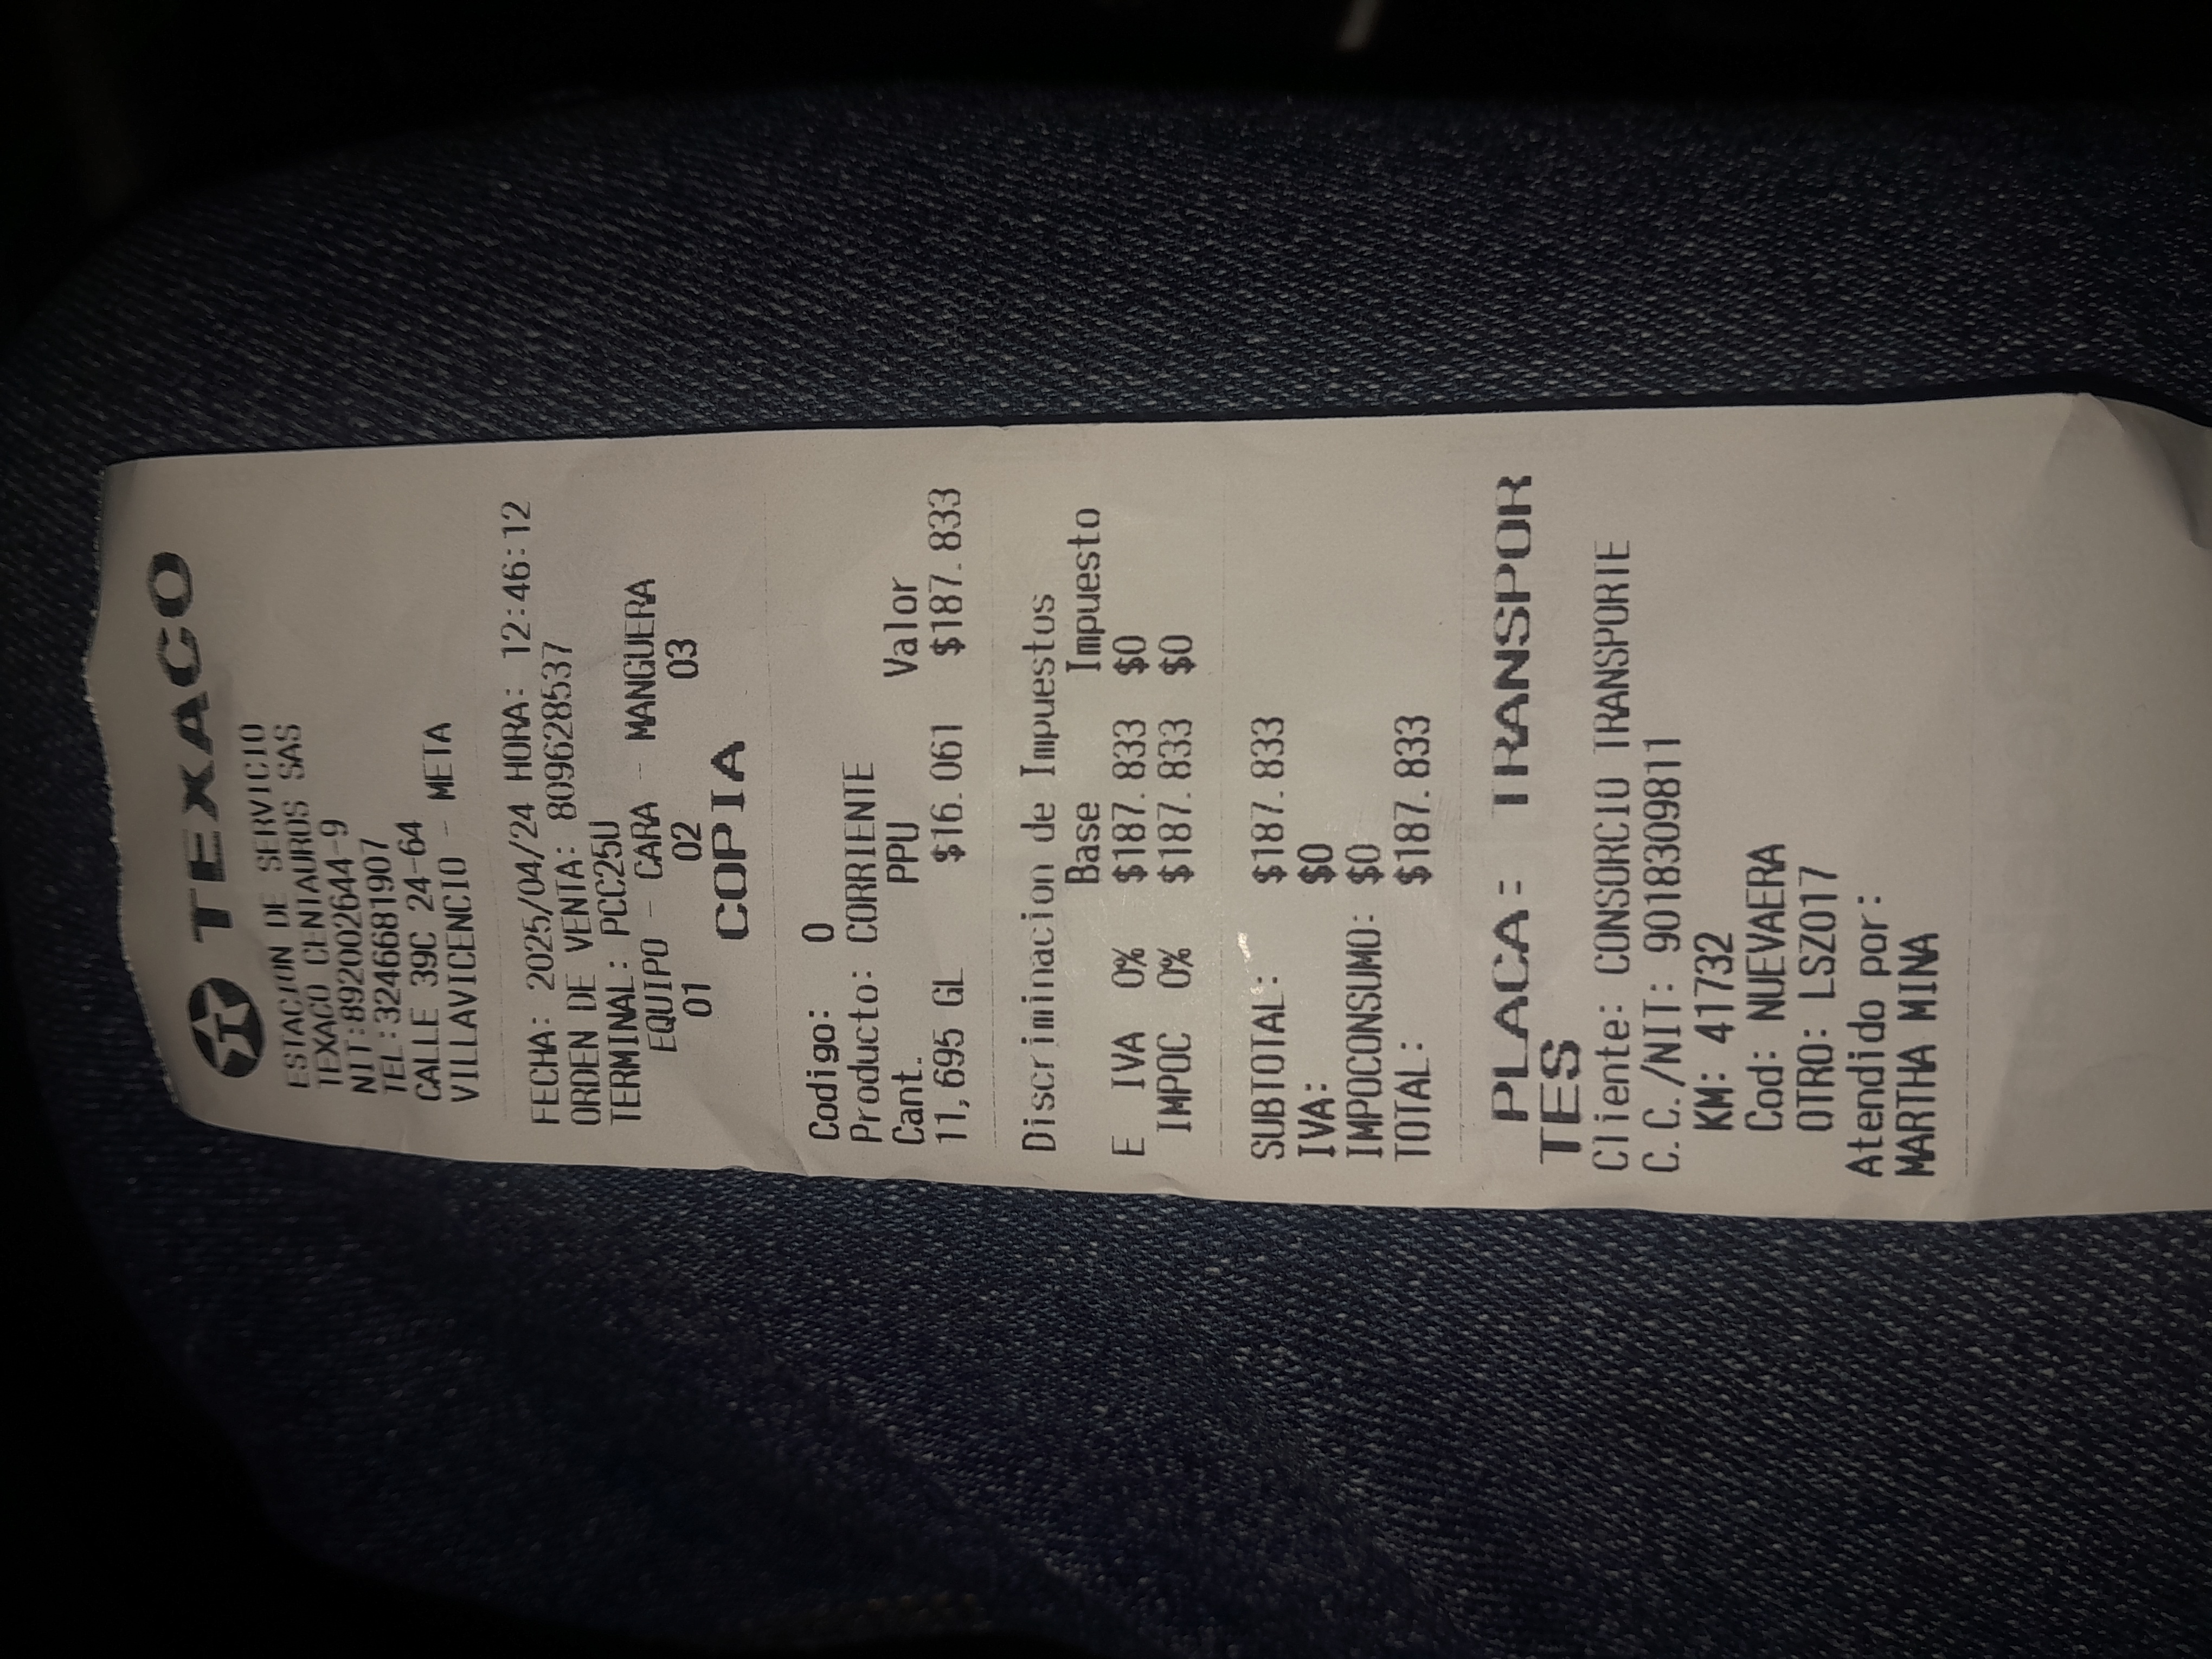 TEXACO
ESTACION DE SERVICIO
TEXACO CENTAUROS SAS
NIT:892002644-9
TEL:3246681907
CALLE 39C 24-64
VILLAVICENCIO - META
FECHA: 2025/04/24 HORA: 12:46:12
ORDEN DE VENTA: 8096285​37
TERMINAL: PCC25U
EQUIPO - CARA - MANGUERA
01 02 03
COPIA
Codigo: 0
Producto: CORRIENTE
Cant. PPU Valor
11,695 GL $16.061 $187.833
Discriminacion de Impuestos
Base Impuesto
E IVA 0% $187.833 $0
IMPOC 0% $187.833 $0
SUBTOTAL: $187.833
IVA: $0
IMPOCONSUMO: $0
TOTAL: $187.833
PLACA: TRANSPOR
TES
Cliente: CONSORCIO TRANSPORTE
C.C./NIT: 9018309811
KM: 41732
Cod: NUEVAERA
OTRO: LSZ017
Atendido por:
MARTHA MINA